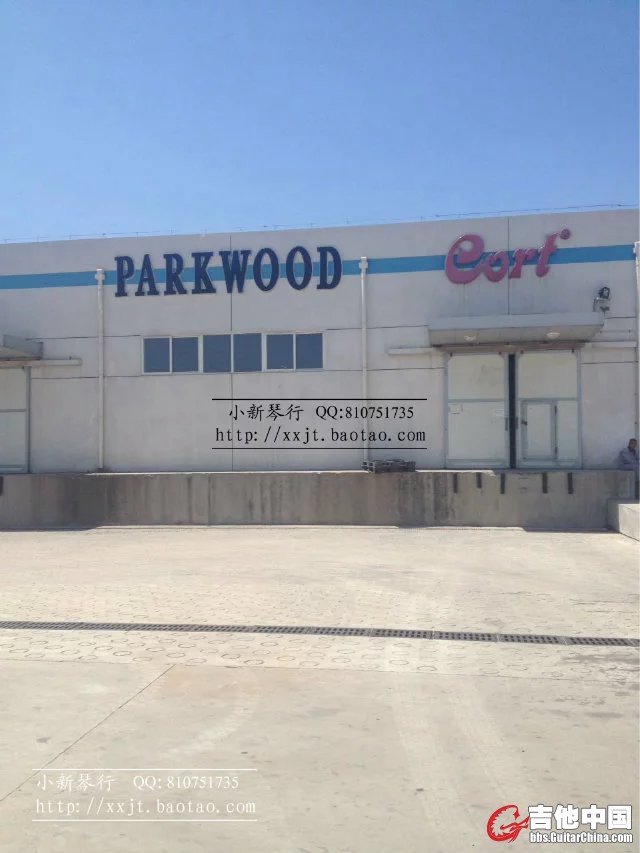 PARKWOOD Cort®
小新琴行 QQ:810751735
http://xxjt.baotao.com
小新琴行 QQ:810751735
http://xxjt.baotao.com
吉他中国
bbs.GuitarChina.com